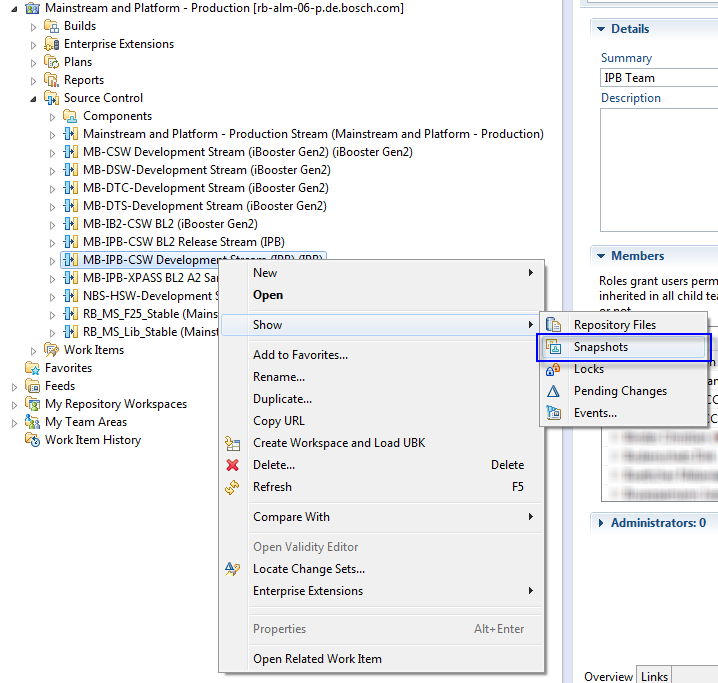 Mainstream and Platform - Production [rb-alm-06-p.de.bosch.com]
Builds
Enterprise Extensions
Plans
Reports
Source Control
Components
Mainstream and Platform - Production Stream (Mainstream and Platform - Production)
MB-CSW Development Stream (iBooster Gen2) (iBooster Gen2)
MB-DSW-Development Stream (iBooster Gen2)
MB-DTC-Development Stream (iBooster Gen2)
MB-DTS-Development Stream (iBooster Gen2)
MB-IB2-CSW BL2 (iBooster Gen2)
MB-IPB-CSW BL2 Release Stream (IPB)
MB-IPB-CSW Development Stream (IPB) (IPB)
MB-IPB-XPASS BL2 A2 Sa
NBS-HSW-Development S
RB_MS_F25_Stable (Mains
RB_MS_Lib_Stable (Mainst
Work Items
Favorites
Feeds
My Repository Workspaces
My Team Areas
Work Item History
New
Open
Show
Add to Favorites...
Rename...
Duplicate...
Copy URL
Create Workspace and Load UBK
Delete... Delete
Refresh F5
Compare With
Open Validity Editor
Locate Change Sets...
Enterprise Extensions
Properties Alt+Enter
Open Related Work Item
Repository Files
Snapshots
Locks
Pending Changes
Events...
Details
Summary
IPB Team
Description
Members
Roles grant users perm
inherited in all child tea
or not.
Administrators: 0
Overview Links